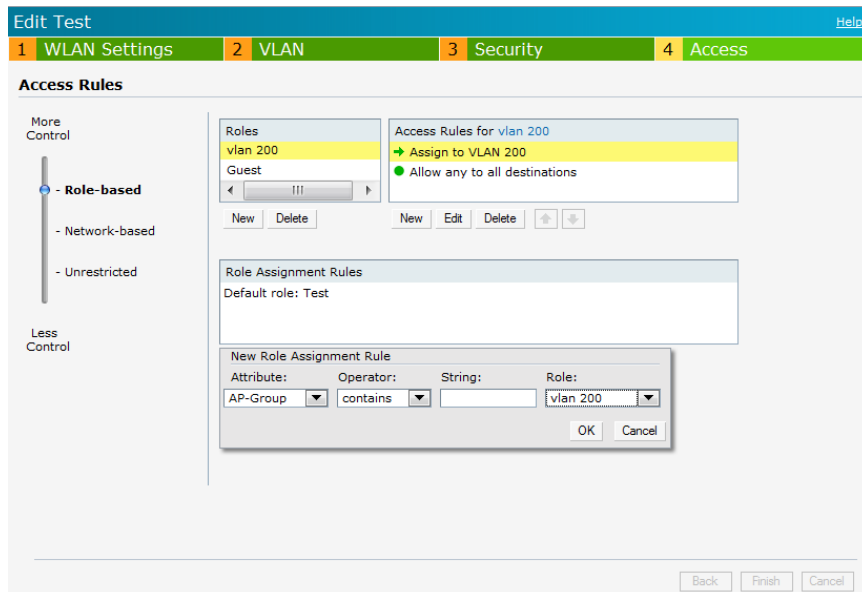 Edit Test Help
1 WLAN Settings 2 VLAN 3 Security 4 Access
Access Rules
More
Control
- Role-based
- Network-based
- Unrestricted
Less
Control
Roles
vlan 200
Guest
New Delete
Access Rules for vlan 200
Assign to VLAN 200
Allow any to all destinations
New Edit Delete
Role Assignment Rules
Default role: Test
New Role Assignment Rule
Attribute: Operator: String: Role:
AP-Group contains vlan 200
OK Cancel
Back Finish Cancel